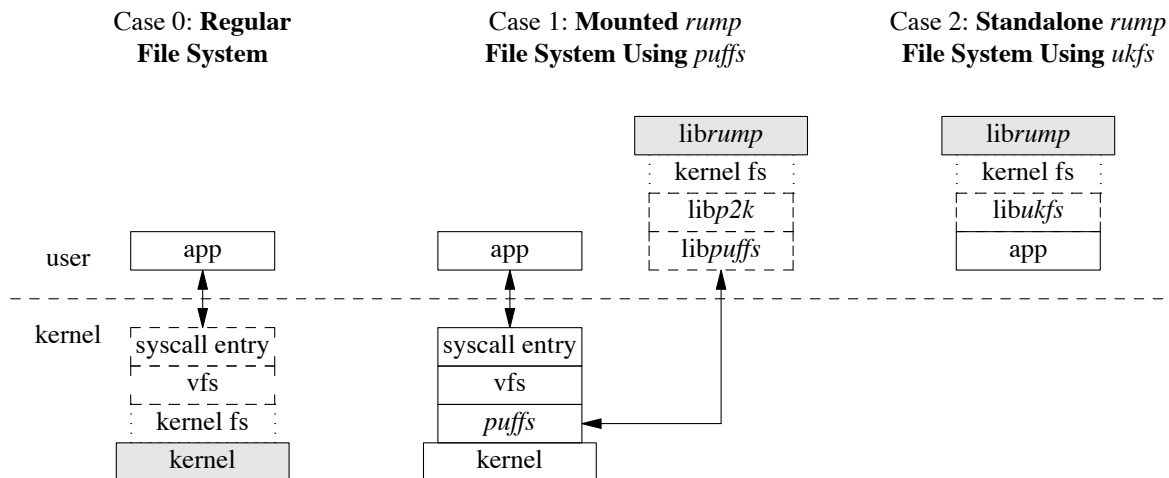 Case 0: Regular
File System
Case 1: Mounted rump
File System Using puffs
Case 2: Standalone rump
File System Using ukfs
librump
kernel fs
libp2k
libpuffs
librump
kernel fs
libukfs
app
user
app
app
kernel
syscall entry
vfs
kernel fs
kernel
syscall entry
vfs
puffs
kernel